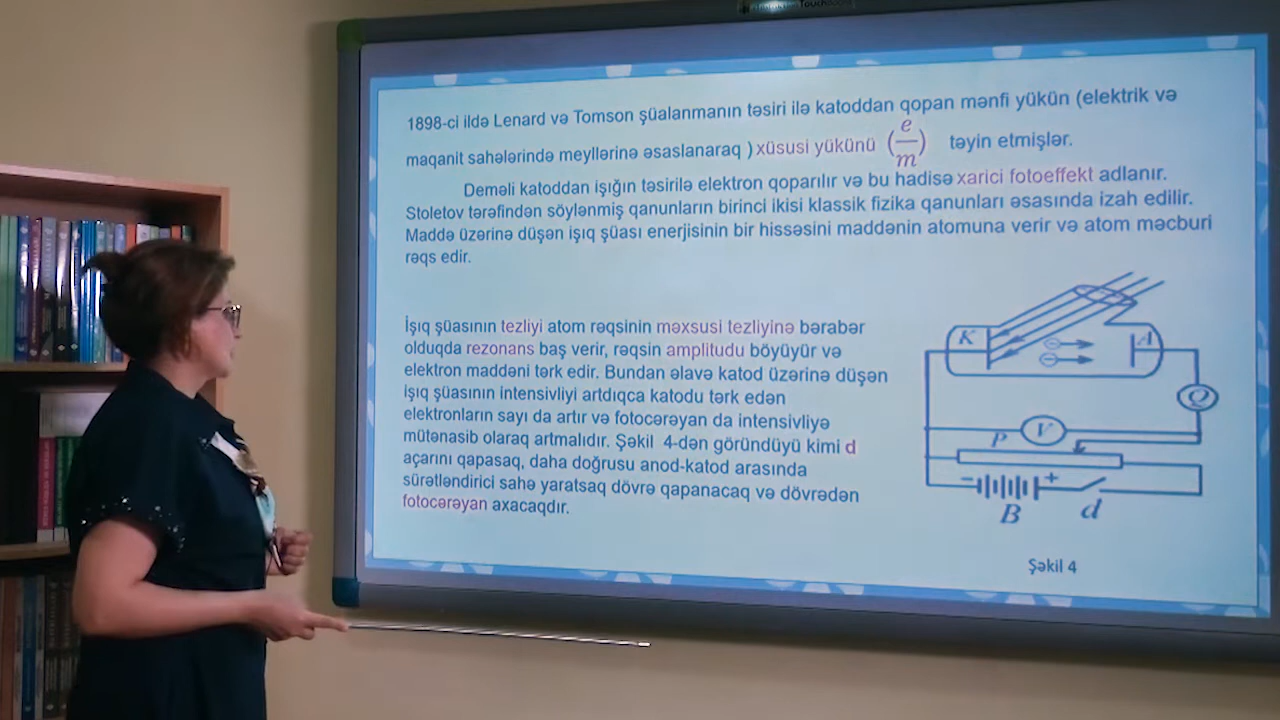 1898-ci ildə Lenard və Tomson şüalanmanın təsiri ilə katoddan qopan mənfi yükün (elektrik və
maqanit sahələrində meyllərinə əsaslanaraq ) xüsusi yükünü (e/m) təyin etmişlər.
Deməli katoddan işığın təsirilə elektron qoparılır və bu hadisə xarici fotoeffekt adlanır.
Stoletov tərəfindən söylənmiş qanunların birinci ikisi klassik fizika qanunları əsasında izah edilir.
Maddə üzərinə düşən işıq şüası enerjisinin bir hissəsini maddənin atomuna verir və atom məcburi
rəqs edir.
İşıq şüasının tezliyi atom rəqsinin məxsusi tezliyinə bərabər
olduqda rezonans baş verir, rəqsin amplitudu böyüyür və
elektron maddəni tərk edir. Bundan əlavə katod üzərinə düşən
işıq şüasının intensivliyi artdıqca katodu tərk edən
elektronların sayı da artır və fotocərəyan da intensivliyə
mütənasib olaraq artmalıdır. Şəkil 4-dən göründüyü kimi d
açarını qapasaq, daha doğrusu anod-katod arasında
sürətləndirici sahə yaratsaq dövrə qapanacaq və dövrədən
fotocərəyan axacaqdır.
K
A
Q
P
V
− +
B
d
Şəkil 4